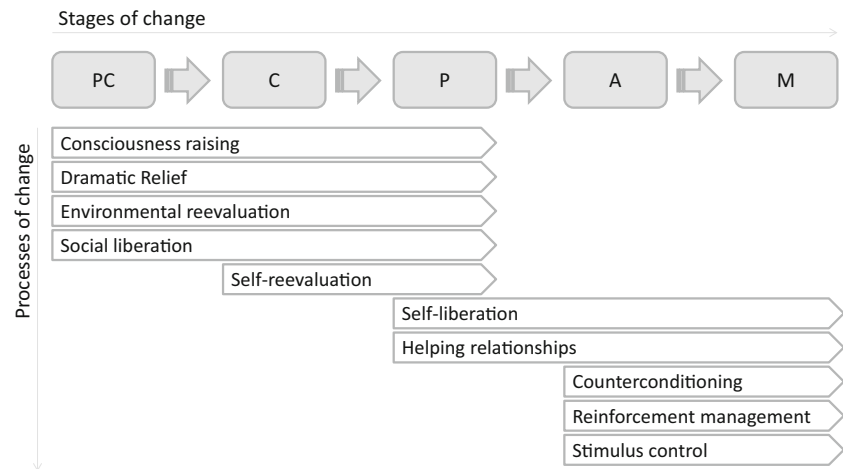 Stages of change
PC
C
P
A
M
Processes of change
Consciousness raising
Dramatic Relief
Environmental reevaluation
Social liberation
Self-reevaluation
Self-liberation
Helping relationships
Counterconditioning
Reinforcement management
Stimulus control